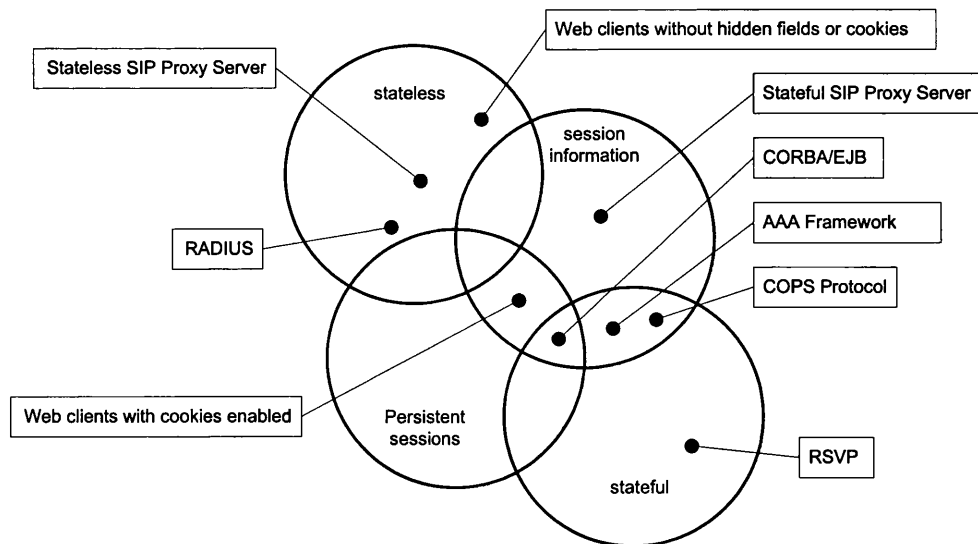 Web clients without hidden fields or cookies
Stateless SIP Proxy Server
stateless
Stateful SIP Proxy Server
session
information
CORBA/EJB
AAA Framework
RADIUS
COPS Protocol
Web clients with cookies enabled
Persistent
sessions
RSVP
stateful